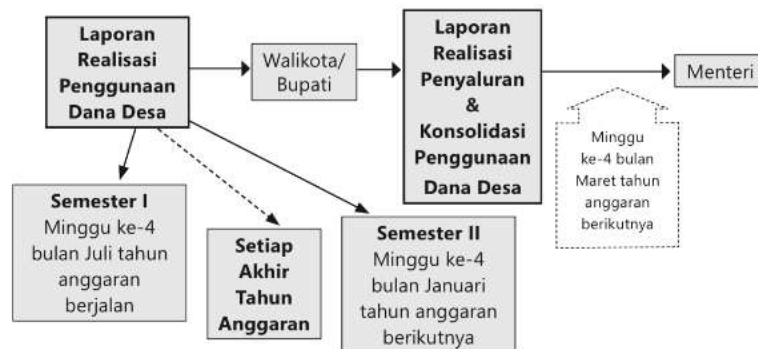 Laporan
Realisasi
Penggunaan
Dana Desa
Walikota/
Bupati
Laporan
Realisasi
Penyaluran
&
Konsolidasi
Penggunaan
Dana Desa
Menteri
Minggu
ke-4 bulan
Maret tahun
anggaran
berikutnya
Semester I
Minggu ke-4
bulan Juli tahun
anggaran
berjalan
Setiap
Akhir
Tahun
Anggaran
Semester II
Minggu ke-4
bulan Januari
tahun anggaran
berikutnya